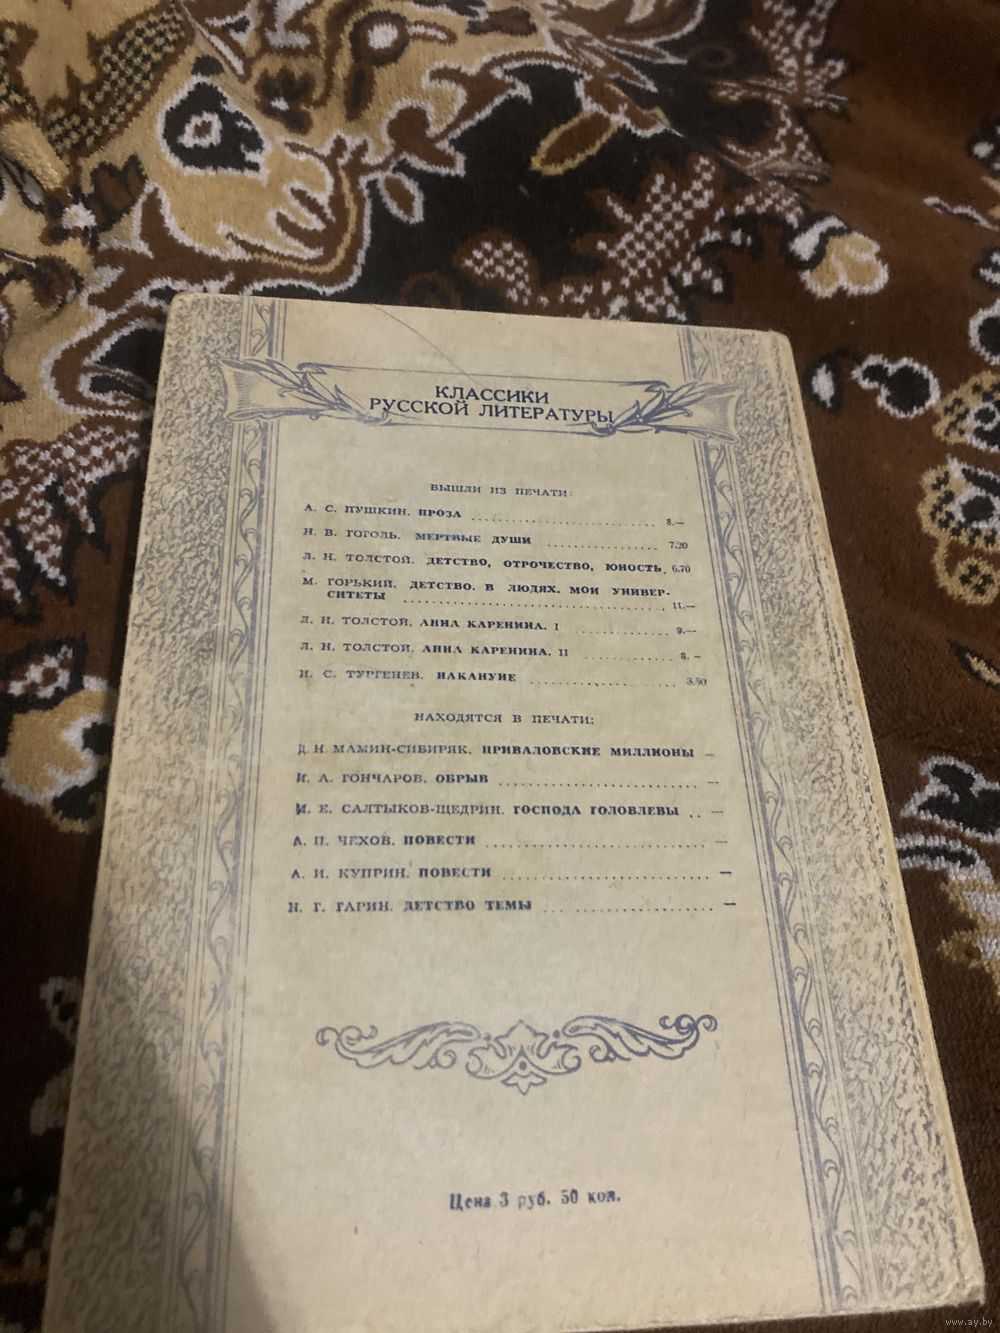 КЛАССИКИ
РУССКОЙ ЛИТЕРАТУРЫ
ВЫШЛИ ИЗ ПЕЧАТИ:
А. С. ПУШКИН. ПРОЗА ........................ 8.—
Н. В. ГОГОЛЬ. МЕРТВЫЕ ДУШИ ............... 7.20
Л. Н. ТОЛСТОЙ. ДЕТСТВО, ОТРОЧЕСТВО, ЮНОСТЬ. 6.70
М. ГОРЬКИЙ. ДЕТСТВО. В ЛЮДЯХ. МОИ УНИВЕР-
СИТЕТЫ ................................... 11.—
Л. Н. ТОЛСТОЙ. АННА КАРЕНИНА. I ............ 9.—
Л. Н. ТОЛСТОЙ. АННА КАРЕНИНА. II ............ 8.—
И. С. ТУРГЕНЕВ. НАКАНУНЕ ................... 3.50
НАХОДЯТСЯ В ПЕЧАТИ:
Д. Н. МАМИН-СИБИРЯК. ПРИВАЛОВСКИЕ МИЛЛИОНЫ —
И. А. ГОНЧАРОВ. ОБРЫВ .......................... —
М. Е. САЛТЫКОВ-ЩЕДРИН. ГОСПОДА ГОЛОВЛЕВЫ .. —
А. П. ЧЕХОВ. ПОВЕСТИ ............................ —
А. И. КУПРИН. ПОВЕСТИ .......................... —
Н. Г. ГАРИН. ДЕТСТВО ТЕМЫ ..................... —
Цена 3 руб. 50 коп.
www.ay.by